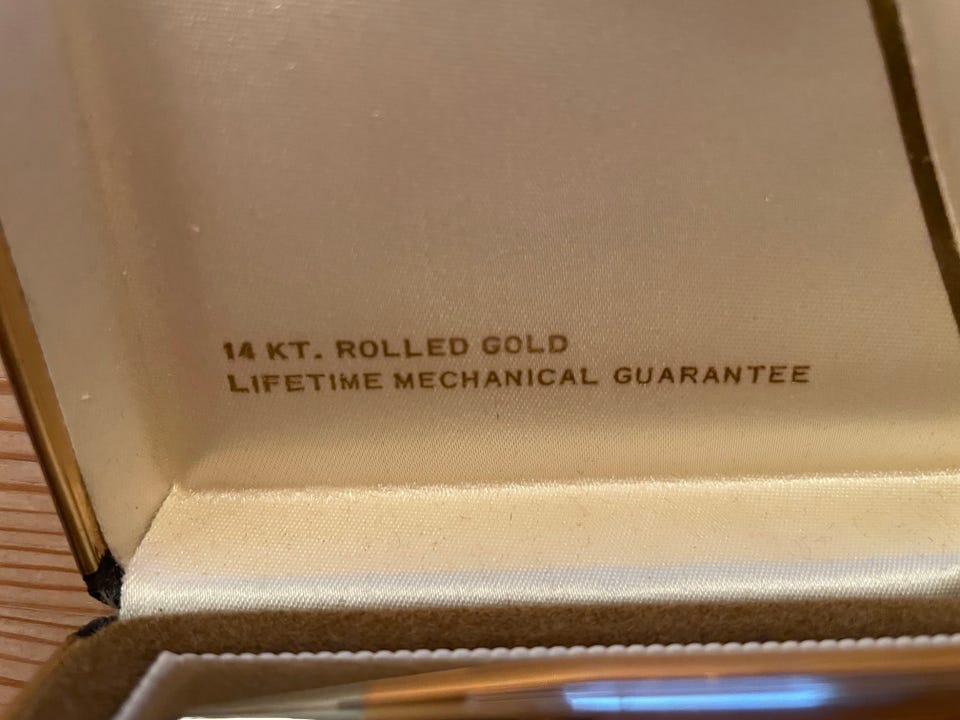 14 KT. ROLLED GOLD
LIFETIME MECHANICAL GUARANTEE